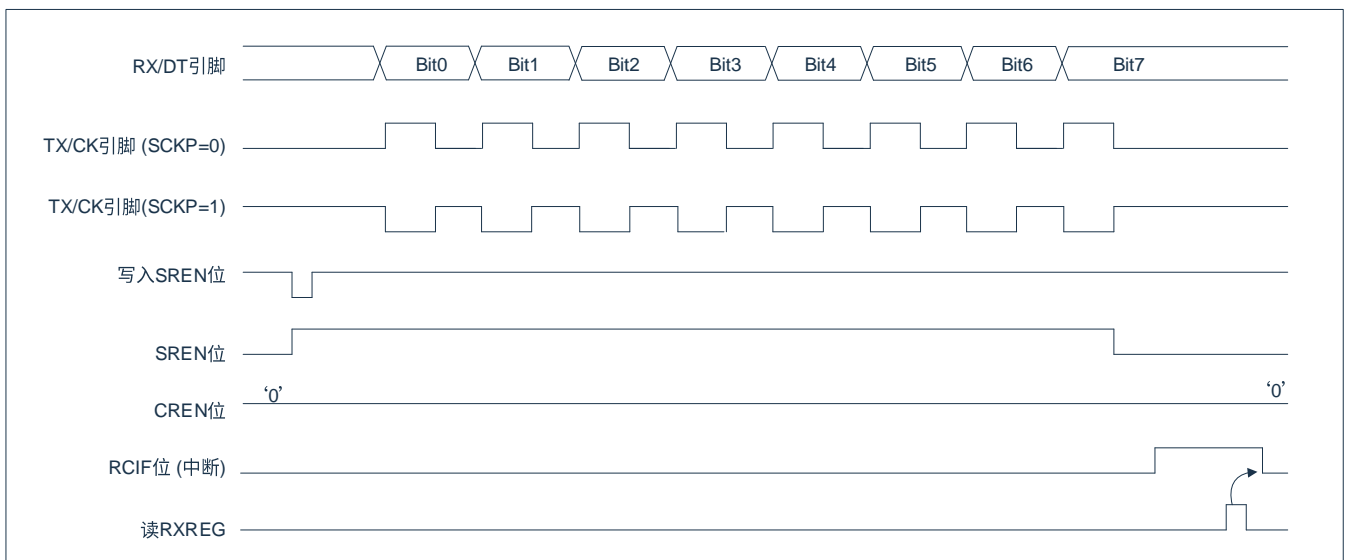 RX/DT引脚 Bit0 Bit1 Bit2 Bit3 Bit4 Bit5 Bit6 Bit7
TX/CK引脚 (SCKP=0)
TX/CK引脚(SCKP=1)
写入SREN位
SREN位
‘0’ ‘0’
CREN位
RCIF位 (中断)
读RXREG